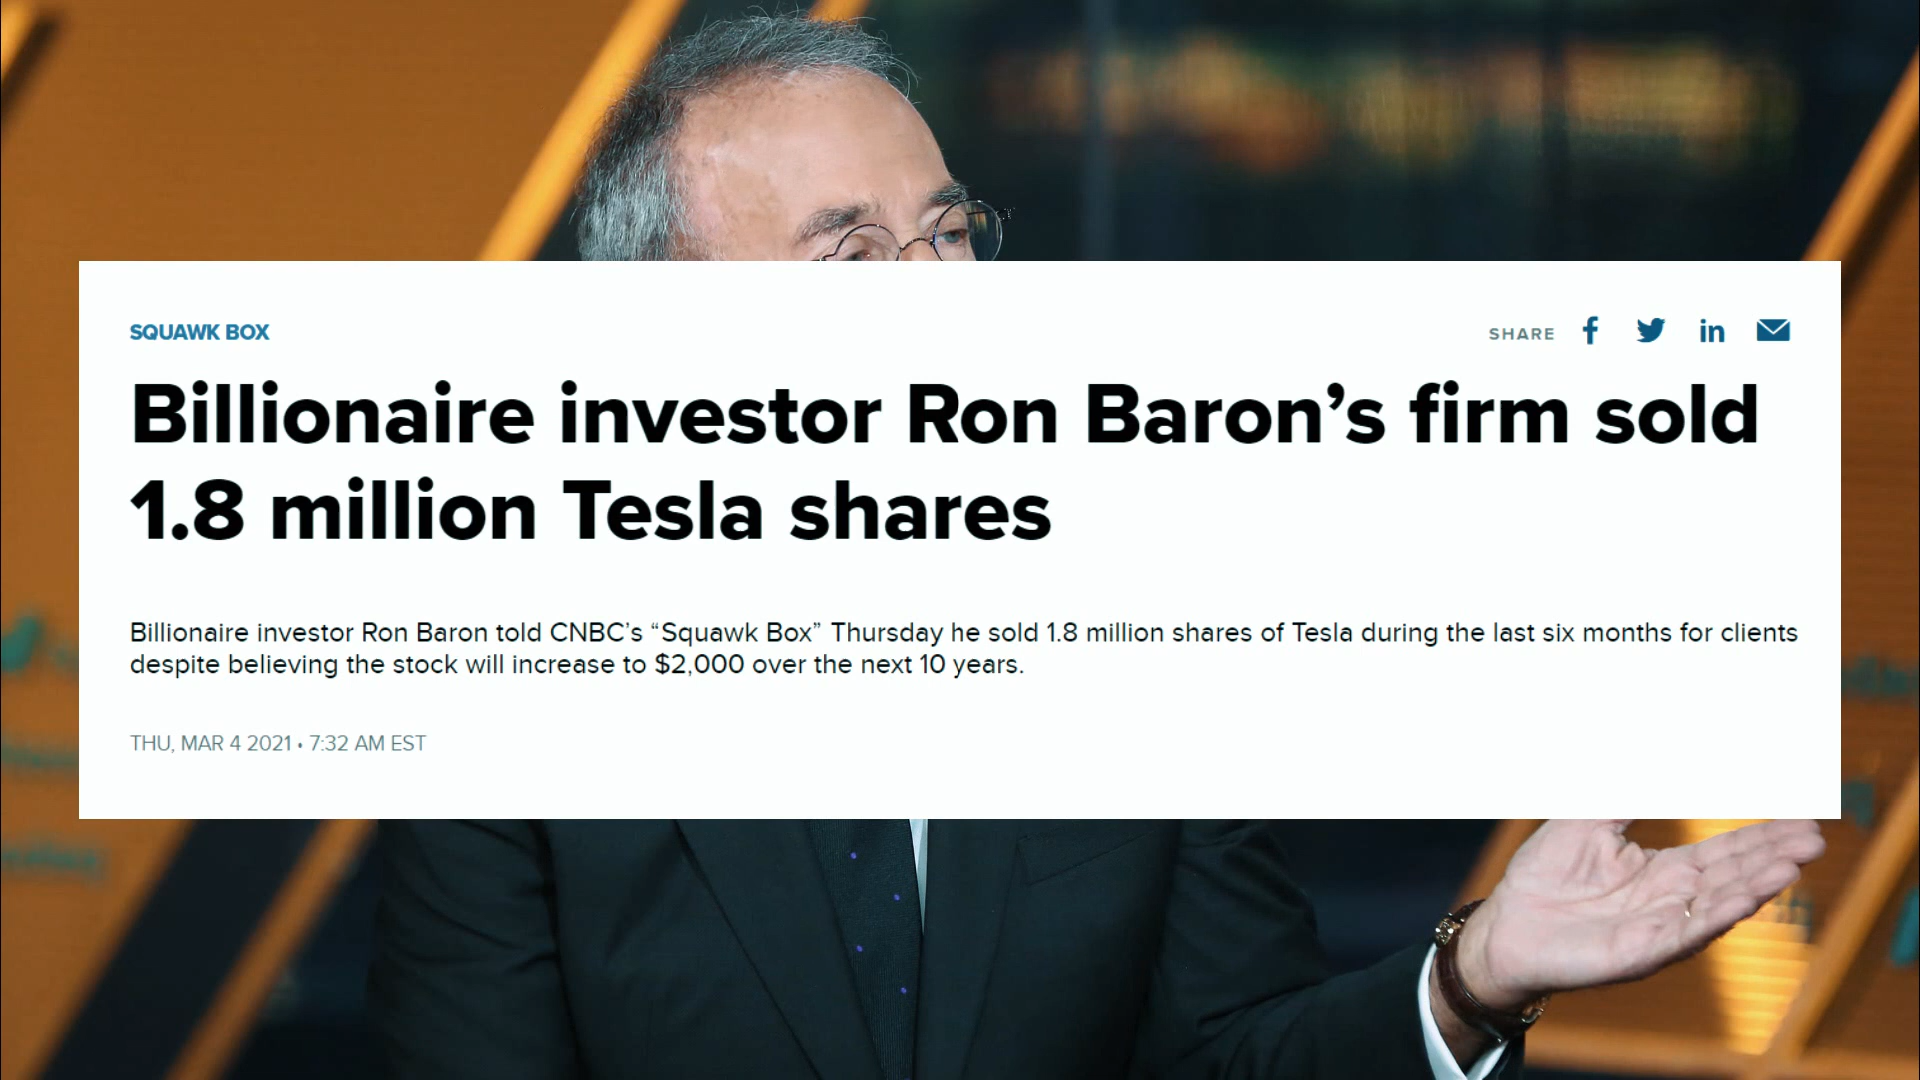 SQUAWK BOX
SHARE
Billionaire investor Ron Baron’s firm sold
1.8 million Tesla shares
Billionaire investor Ron Baron told CNBC’s “Squawk Box” Thursday he sold 1.8 million shares of Tesla during the last six months for clients
despite believing the stock will increase to $2,000 over the next 10 years.
THU, MAR 4 2021 • 7:32 AM EST